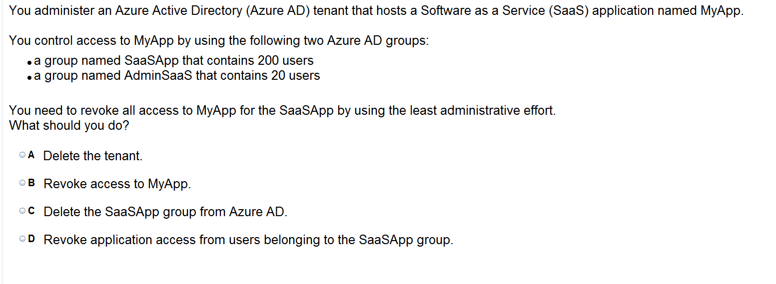 You administer an Azure Active Directory (Azure AD) tenant that hosts a Software as a Service (SaaS) application named MyApp.
You control access to MyApp by using the following two Azure AD groups:
• a group named SaaSApp that contains 200 users
• a group named AdminSaaS that contains 20 users
You need to revoke all access to MyApp for the SaaSApp by using the least administrative effort.
What should you do?
A Delete the tenant.
B Revoke access to MyApp.
C Delete the SaaSApp group from Azure AD.
D Revoke application access from users belonging to the SaaSApp group.